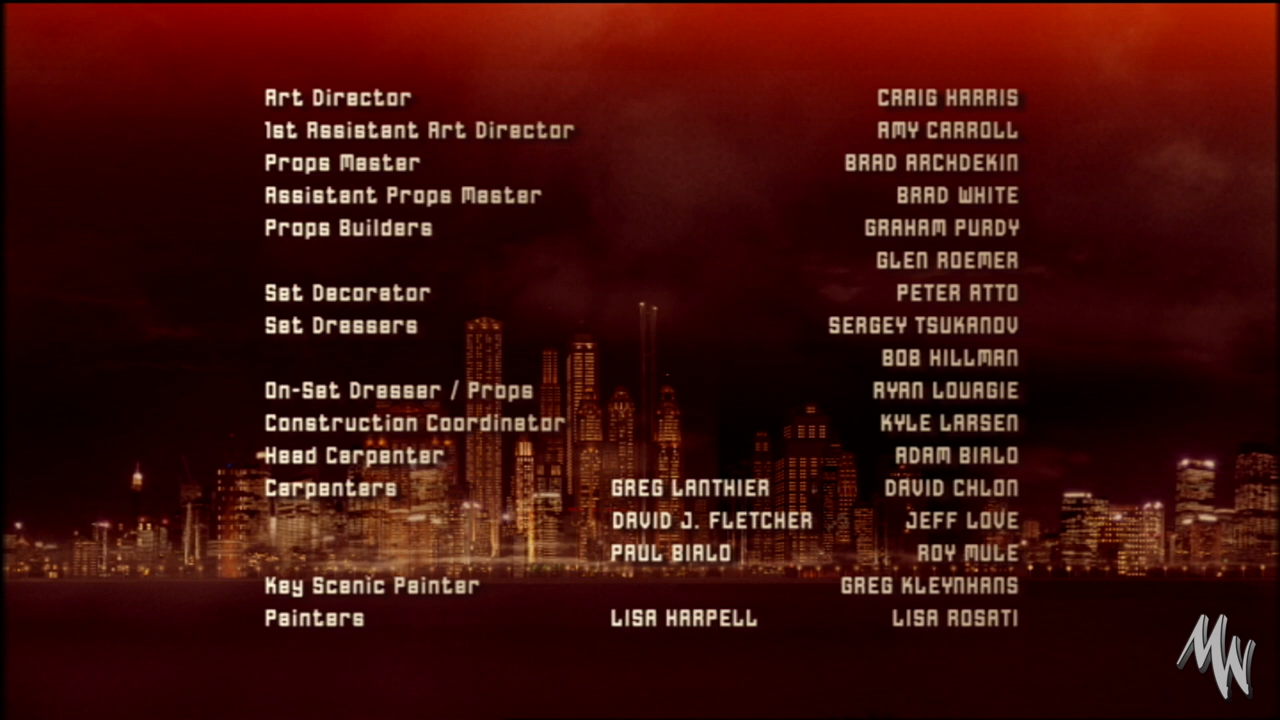 Art Director CRAIG HARRIS
1st Assistant Art Director AMY CARROLL
Props Master BRAD ARCHDEKIN
Assistant Props Master BRAD WHITE
Props Builders GRAHAM PURDY
GLEN ROEMER
Set Decorator PETER ATTO
Set Dressers SERGEY TSUKANOV
BOB HILLMAN
On-Set Dresser / Props RYAN LOURGIE
Construction Coordinator KYLE LARSEN
Head Carpenter ADAM BIALO
Carpenters GREG LANTHIER DAVID CHLON
DAVID J. FLETCHER JEFF LOVE
PAUL BIALO ROY MULE
Key Scenic Painter GREG KLEYNHANS
Painters LISA HARPELL LISA ROSATI
MW